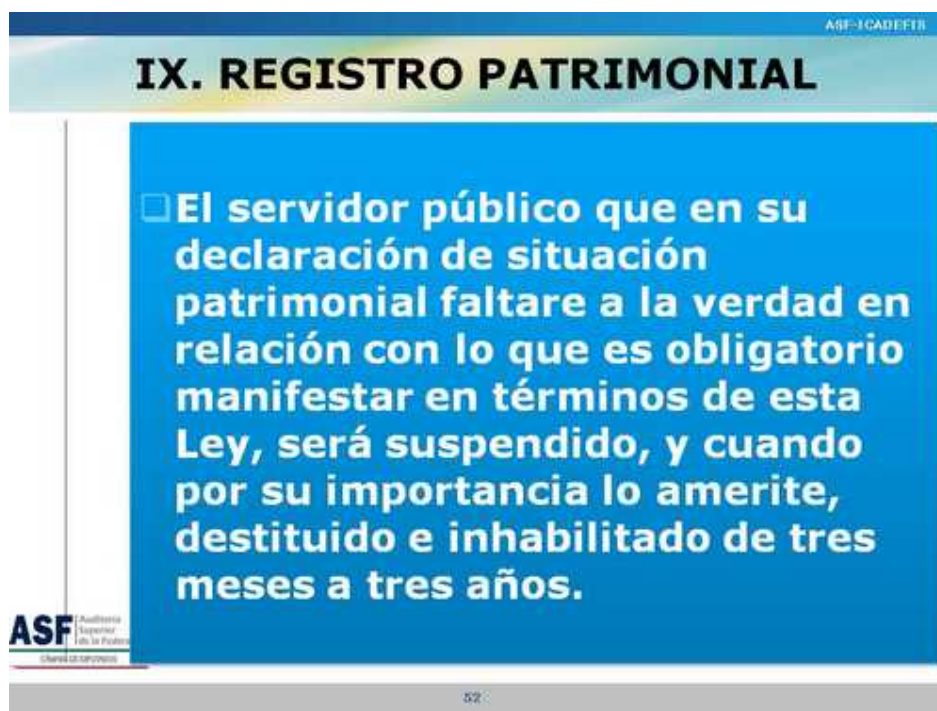 ASF-ICADEFIS
IX. REGISTRO PATRIMONIAL
El servidor público que en su
declaración de situación
patrimonial faltare a la verdad en
relación con lo que es obligatorio
manifestar en términos de esta
Ley, será suspendido, y cuando
por su importancia lo amerite,
destituido e inhabilitado de tres
meses a tres años.
ASF
Auditoría
Superior
de la
52